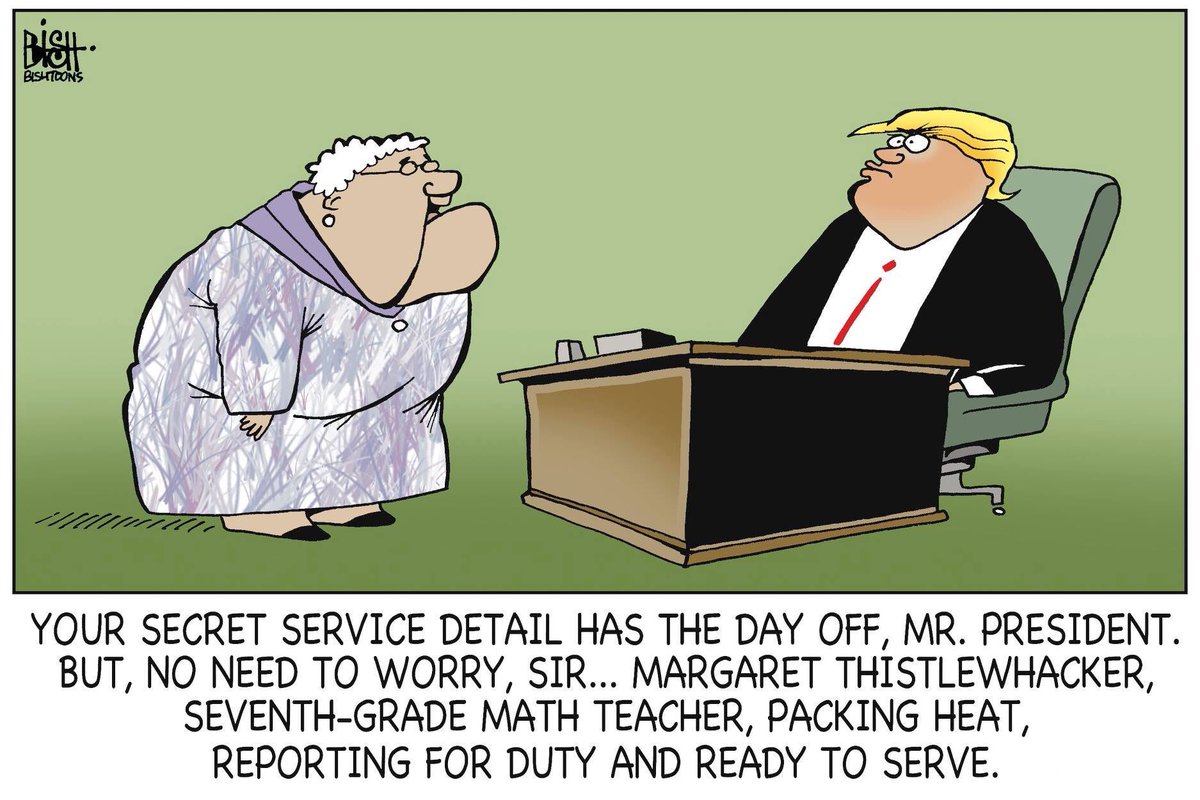 BISH.
BISHTOONS
YOUR SECRET SERVICE DETAIL HAS THE DAY OFF, MR. PRESIDENT.
BUT, NO NEED TO WORRY, SIR... MARGARET THISTLEWHACKER,
SEVENTH-GRADE MATH TEACHER, PACKING HEAT,
REPORTING FOR DUTY AND READY TO SERVE.